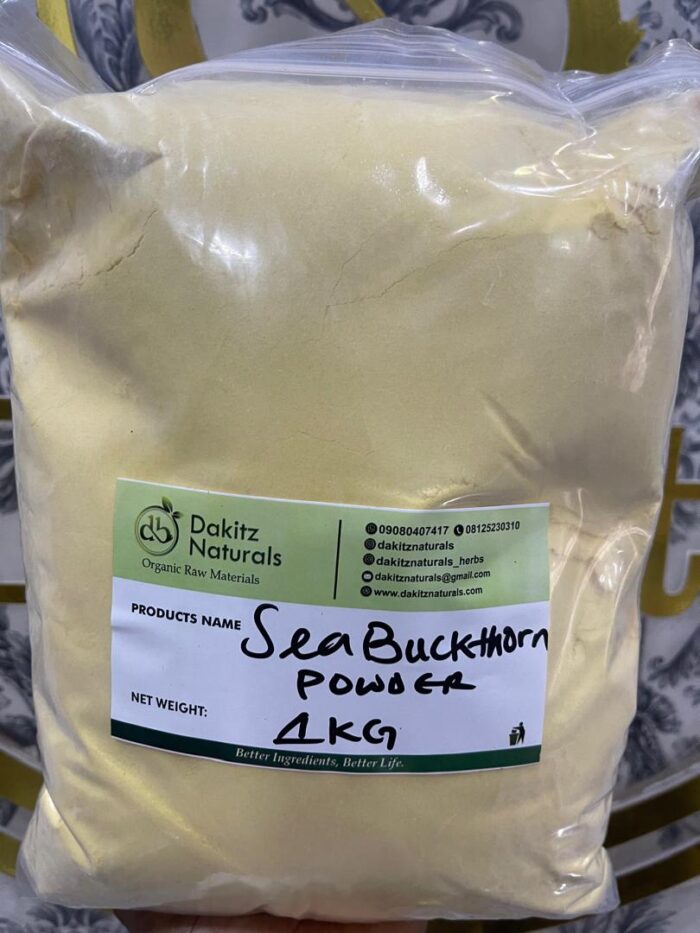 Dakitz
Naturals
Organic Raw Materials
09080407417 08125230310
dakitznaturals
dakitznaturals_herbs
dakitznaturals@gmail.com
www.dakitznaturals.com
PRODUCTS NAME Sea Buckthorn
POWDER
NET WEIGHT: 1KG
Better Ingredients, Better Life.